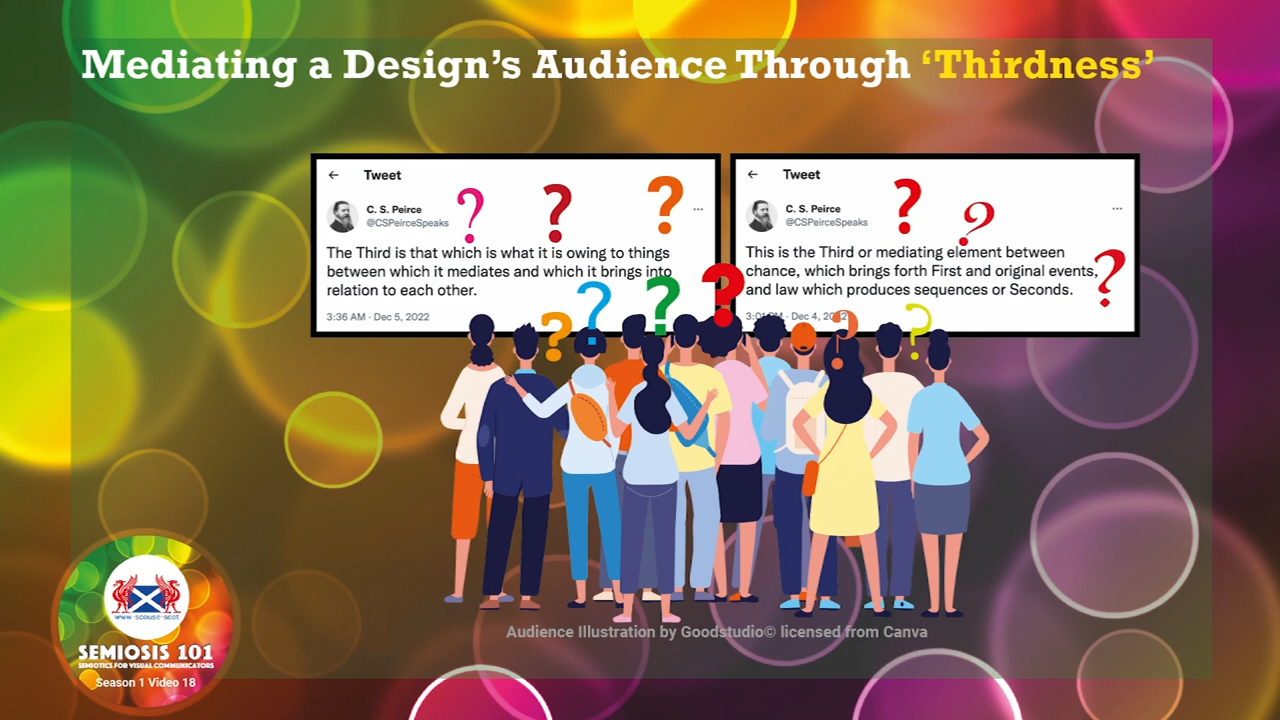 Mediating a Design's Audience Through ‘Thirdness’
← Tweet
C. S. Peirce
@CSPeirceSpeaks
The Third is that which is what it is owing to things
between which it mediates and which it brings into
relation to each other.
3:36 AM · Dec 5, 2022
← Tweet
C. S. Peirce
@CSPeirceSpeaks
This is the Third or mediating element between
chance, which brings forth First and original events,
and law which produces sequences or Seconds.
Dec 4, 2022
? ? ? ? ? ? ? ? ? ? ? ?
Audience Illustration by Goodstudio© licensed from Canva
www·scouse·scot
SEMIOSIS 101
SEMIOTICS FOR VISUAL COMMUNICATORS
Season 1 Video 18